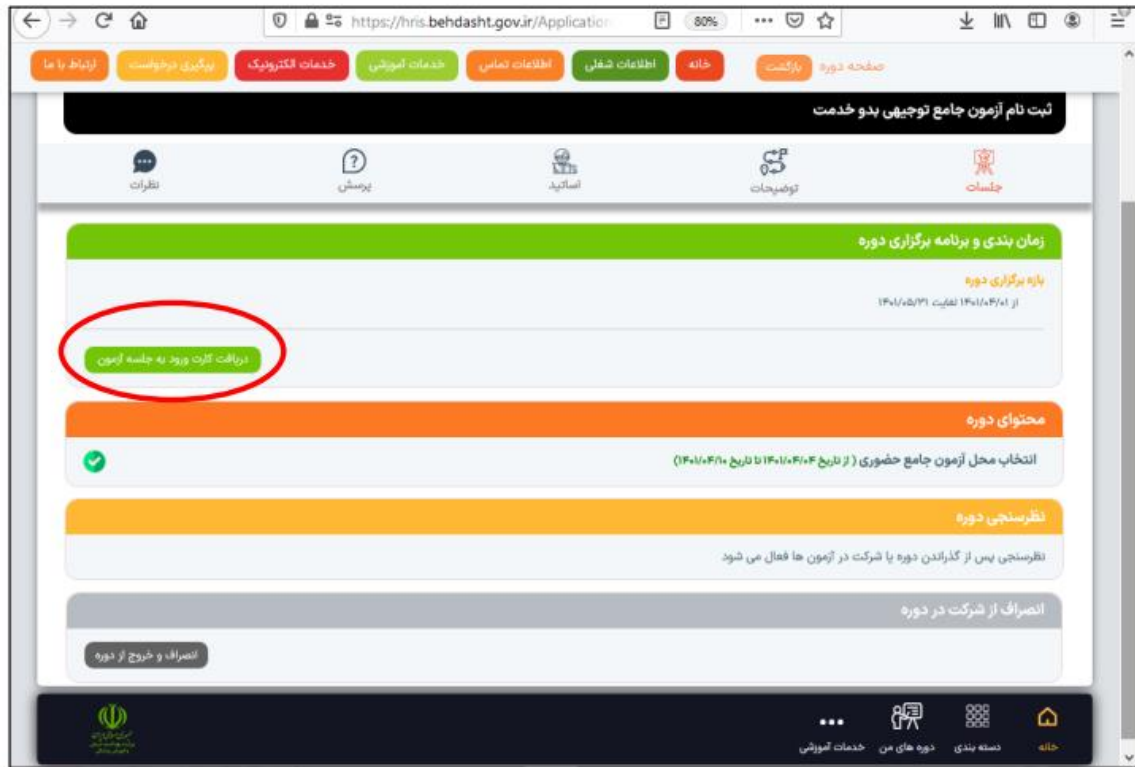 https://hris.behdasht.gov.ir/Application
80%
صفحه دوره
بازگشت
خانه
اطلاعات شغلی
اطلاعات تماس
خدمات آموزشی
خدمات الکترونیک
پیگیری درخواست
ارتباط با ما
ثبت نام آزمون جامع توجیهی بدو خدمت
جلسات
توضیحات
اساتید
پرسش
نظرات
زمان بندی و برنامه برگزاری دوره
بازه برگزاری دوره
از ۱۴۰۱/۰۴/۰۱ لغایت ۱۴۰۱/۰۵/۳۱
دریافت کارت ورود به جلسه آزمون
محتوای دوره
انتخاب محل آزمون جامع حضوری ( از تاریخ ۱۴۰۱/۰۴/۰۴ تا تاریخ ۱۴۰۱/۰۴/۱۰)
نظرسنجی دوره
نظرسنجی پس از گذراندن دوره یا شرکت در آزمون ها فعال می شود
انصراف از شرکت در دوره
انصراف و خروج از دوره
خانه
دسته بندی
دوره های من
خدمات آموزشی